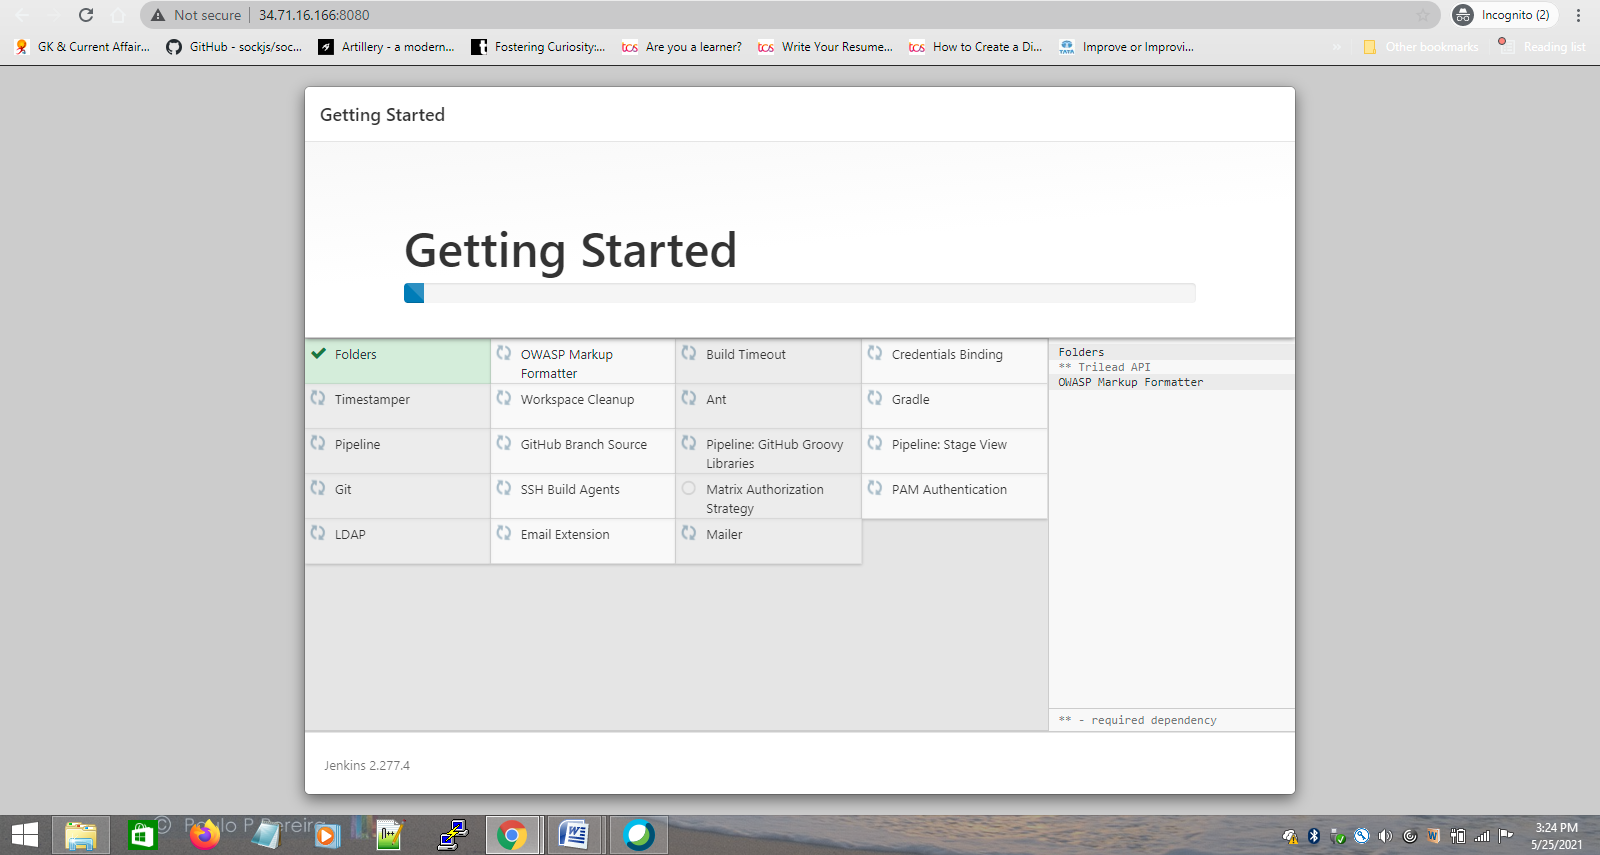 Not secure | 34.71.16.166:8080
Incognito (2)
GK & Current Affair...
GitHub - sockjs/soc...
Artillery - a modern...
Fostering Curiosity:...
tcs Are you a learner?
tcs Write Your Resume...
tcs How to Create a Di...
TATA Improve or Improvi...
»
Other bookmarks
Reading list
Getting Started
Getting Started
Folders
OWASP Markup
Formatter
Build Timeout
Credentials Binding
Timestamper
Workspace Cleanup
Ant
Gradle
Pipeline
GitHub Branch Source
Pipeline: GitHub Groovy
Libraries
Pipeline: Stage View
Git
SSH Build Agents
Matrix Authorization
Strategy
PAM Authentication
LDAP
Email Extension
Mailer
Folders
** Trilead API
OWASP Markup Formatter
** - required dependency
Jenkins 2.277.4
3:24 PM
5/25/2021